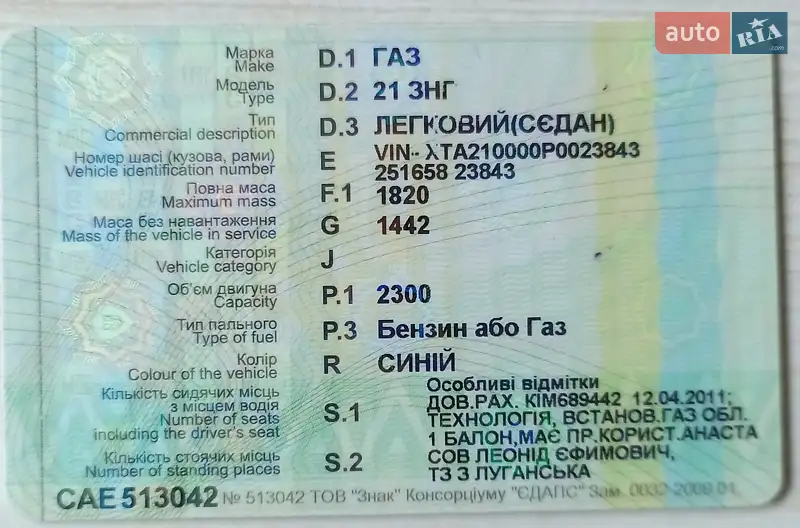 auto RIA .com
Марка
Make D.1 ГАЗ
Модель
Type D.2 21 ЗНГ
Тип
Commercial description D.3 ЛЕГКОВИЙ(СЄДАН)
Номер шасі (кузова, рами)
Vehicle identification number E VIN- XTA210000P0023843
251658 23843
Повна маса
Maximum mass F.1 1820
Маса без навантаження
Mass of the vehicle in service G 1442
Категорія
Vehicle category J
Об'єм двигуна
Capacity P.1 2300
Тип пального
Type of fuel P.3 Бензин або Газ
Колір
Colour of the vehicle R СИНІЙ
Кількість сидячих місць
з місцем водія
Number of seats
including the driver's seat S.1
Особливі відмітки
ДОВ.РАХ. КІМ689442 12.04.2011;
ТЕХНОЛОГІЯ, ВСТАНОВ.ГАЗ ОБЛ.
1 БАЛОН,МАЄ ПР.КОРИСТ.АНАСТА
СОВ ЛЕОНІД ЄФИМОВИЧ,
ТЗ З ЛУГАНСЬКА
Кількість стоячих місць
Number of standing places S.2
САЕ 513042 № 513042 ТОВ "Знак" Консорціуму "ЄДАПС" Зам.